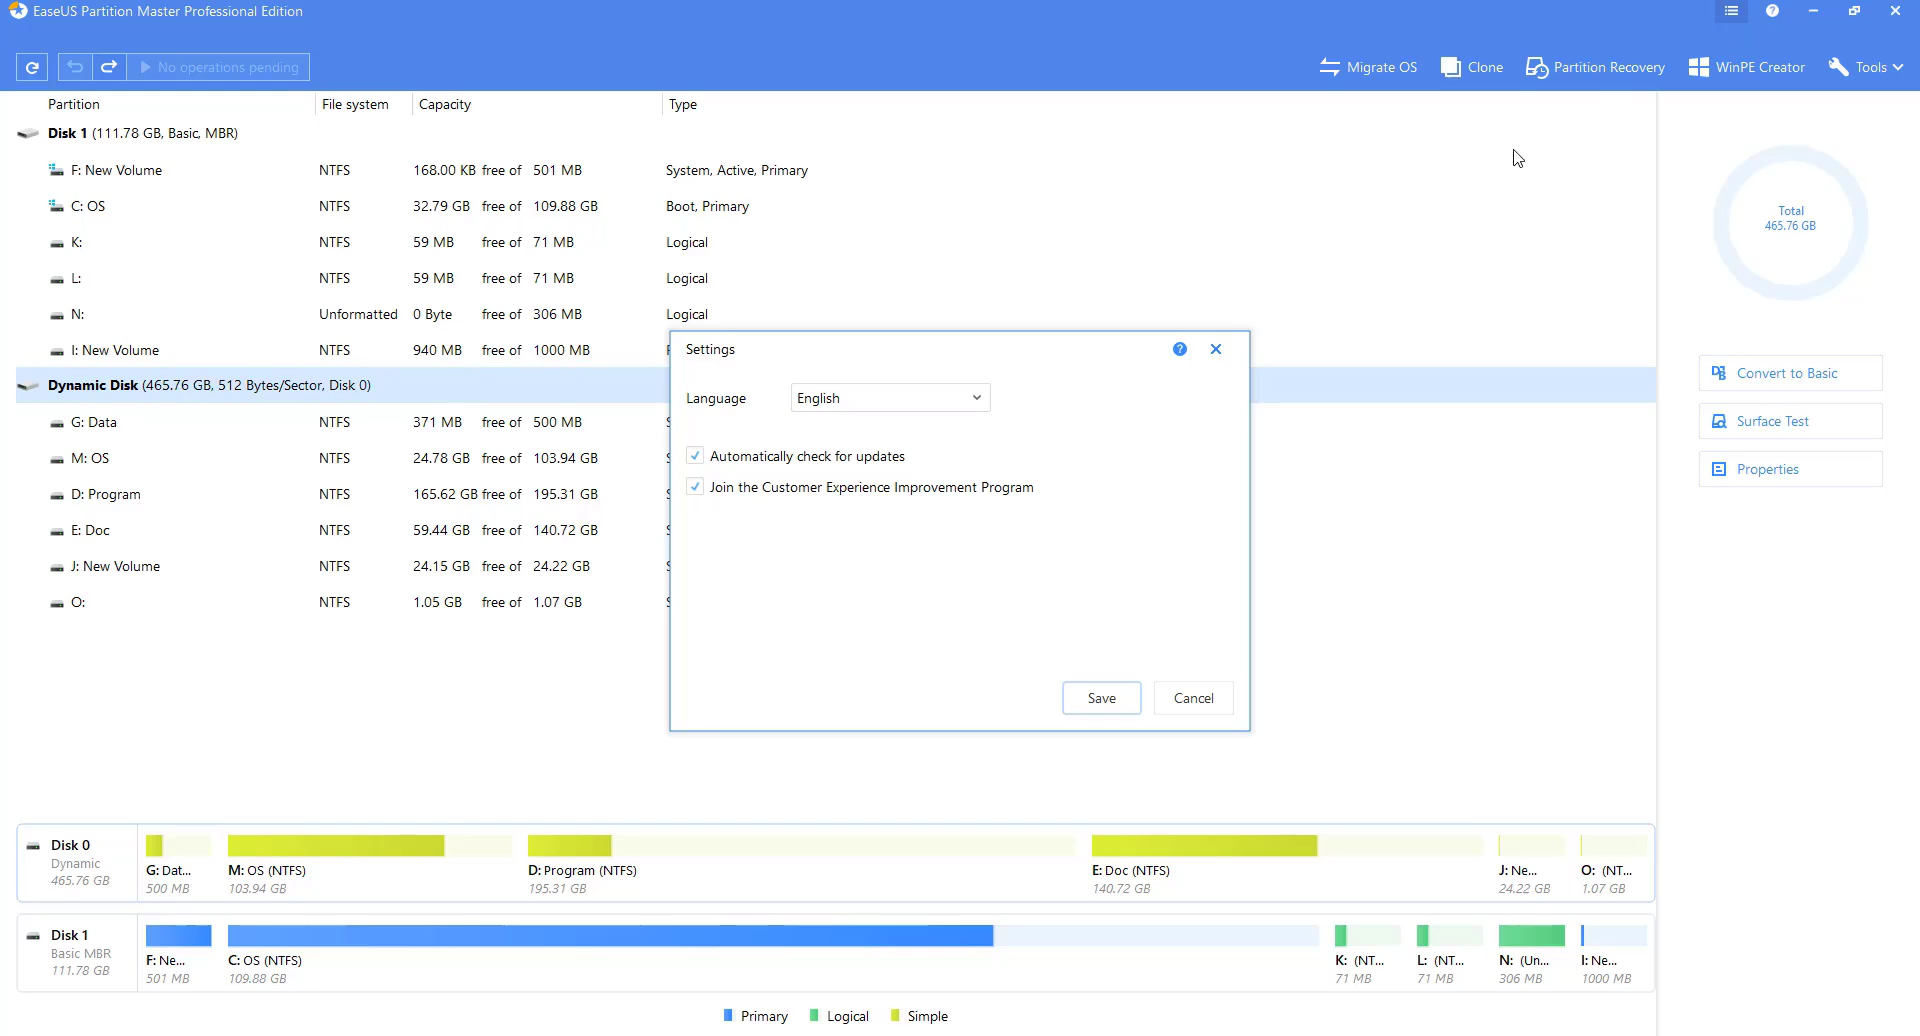 EaseUS Partition Master Professional Edition
No operations pending
Migrate OS
Clone
Partition Recovery
WinPE Creator
Tools
Partition File system Capacity Type
Disk 1 (111.78 GB, Basic, MBR)
F: New Volume NTFS 168.00 KB free of 501 MB System, Active, Primary
C: OS NTFS 32.79 GB free of 109.88 GB Boot, Primary
K: NTFS 59 MB free of 71 MB Logical
L: NTFS 59 MB free of 71 MB Logical
N: Unformatted 0 Byte free of 306 MB Logical
I: New Volume NTFS 940 MB free of 1000 MB
Dynamic Disk (465.76 GB, 512 Bytes/Sector, Disk 0)
G: Data NTFS 371 MB free of 500 MB
M: OS NTFS 24.78 GB free of 103.94 GB
D: Program NTFS 165.62 GB free of 195.31 GB
E: Doc NTFS 59.44 GB free of 140.72 GB
J: New Volume NTFS 24.15 GB free of 24.22 GB
O: NTFS 1.05 GB free of 1.07 GB
Settings
Language English
Automatically check for updates
Join the Customer Experience Improvement Program
Save Cancel
Total
465.76 GB
Convert to Basic
Surface Test
Properties
Disk 0
Dynamic
465.76 GB
G: Dat...
500 MB
M: OS (NTFS)
103.94 GB
D: Program (NTFS)
195.31 GB
E: Doc (NTFS)
140.72 GB
J: Ne...
24.22 GB
O: (NT...
1.07 GB
Disk 1
Basic MBR
111.78 GB
F: Ne...
501 MB
C: OS (NTFS)
109.88 GB
K: (NT...
71 MB
L: (NT...
71 MB
N: (Un...
306 MB
I: Ne...
1000 MB
Primary Logical Simple